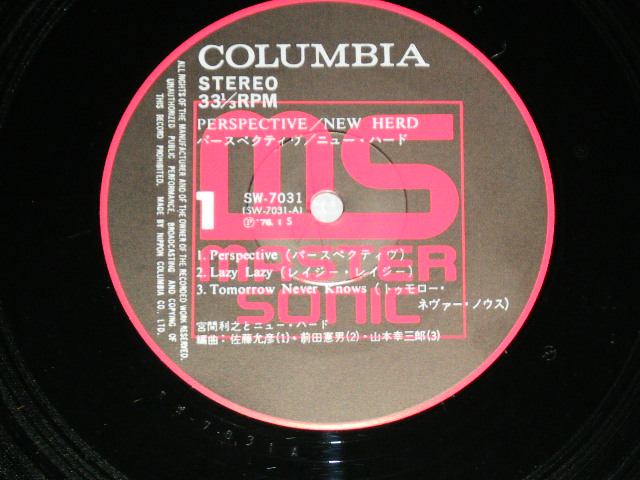 COLUMBIA
STEREO
33⅓RPM
PERSPECTIVE/NEW HERD
パースペクティヴ/ニュー・ハード
MS
1
SW-7031
[SW-7031-A]
Ⓟ '76. 1 S
MASTER
SONIC
1. Perspective (パースペクティヴ)
2. Lazy Lazy (レイジー・レイジー)
3. Tomorrow Never Knows (トゥモロー・
ネヴァー・ノウス)
宮間利之とニュー・ハード
編曲:佐藤允彦(1)・前田憲男(2)・山本幸三郎(3)
ALL RIGHTS OF THE MANUFACTURER AND OF THE OWNER OF THE RECORDED WORK RESERVED.
UNAUTHORIZED PUBLIC PERFORMANCE, BROADCASTING AND COPYING OF
THIS RECORD PROHIBITED. MADE BY NIPPON COLUMBIA CO., LTD.